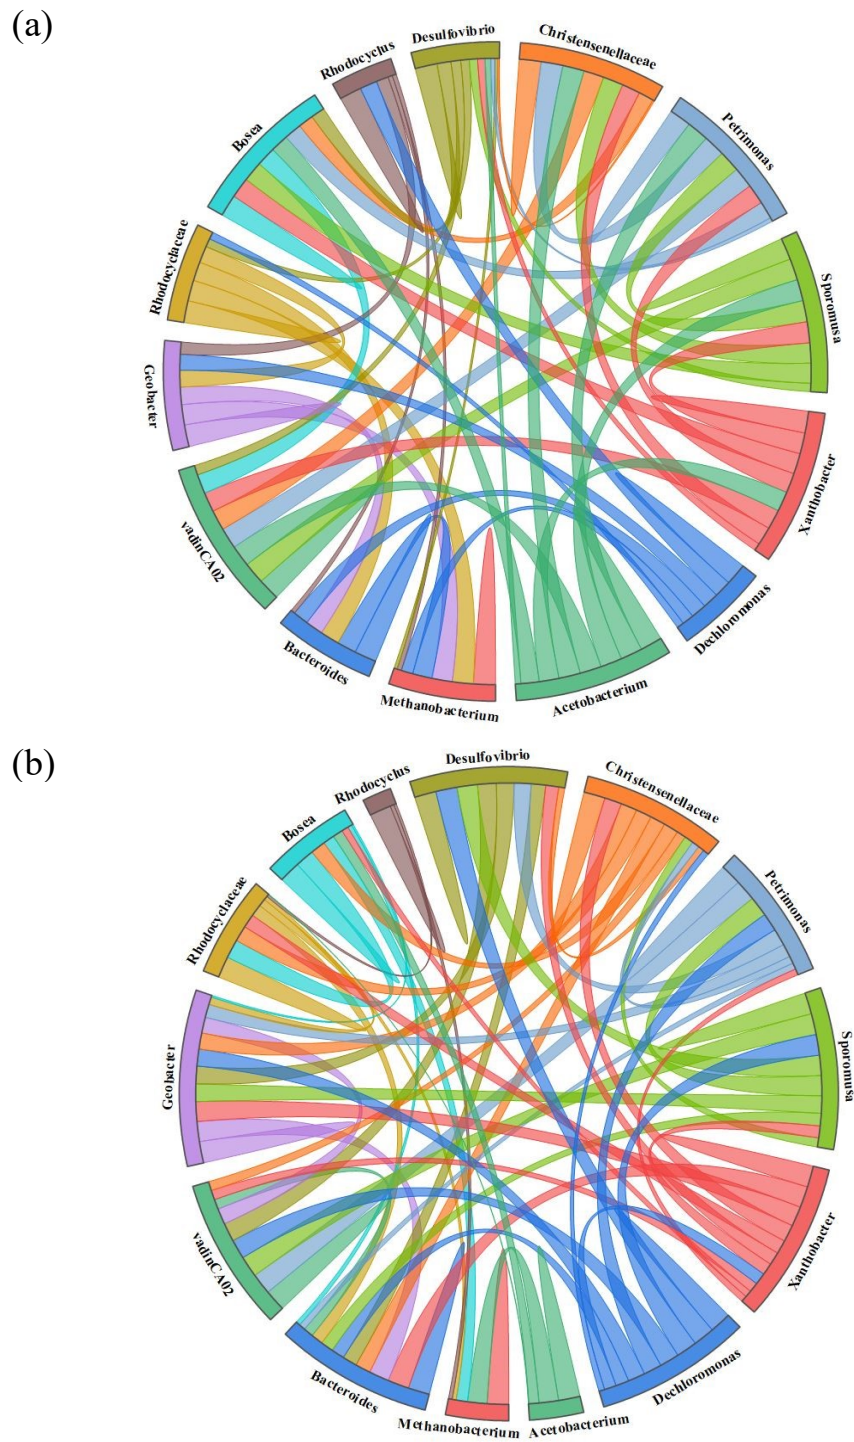 (a)
Desulfovibrio
Christensenellaceae
Rhodocyclus
Petrimonas
Bosea
Sporomusa
Rhodocyclaceae
Geobacter
Xanthobacter
vadinCA02
Dechloromonas
Bacteroides
Acetobacterium
Methanobacterium
(b)
Desulfovibrio
Christensenellaceae
Rhodocyclus
Bosea
Petrimonas
Rhodocyclaceae
Sporomusa
Geobacter
Xanthobacter
vadinCA02
Dechloromonas
Bacteroides
Methanobacterium
Acetobacterium